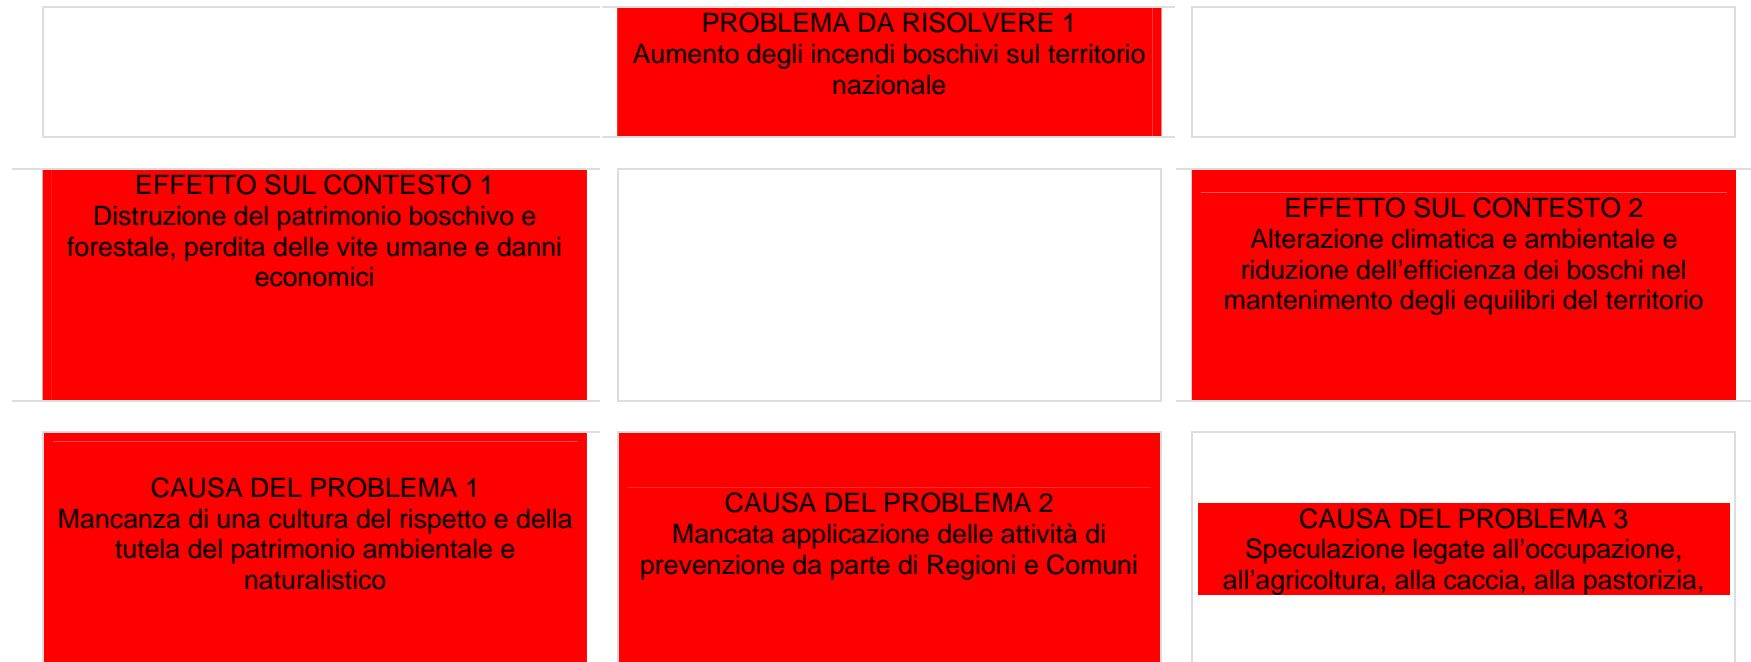 PROBLEMA DA RISOLVERE 1
Aumento degli incendi boschivi sul territorio
nazionale
EFFETTO SUL CONTESTO 1
Distruzione del patrimonio boschivo e
forestale, perdita delle vite umane e danni
economici
EFFETTO SUL CONTESTO 2
Alterazione climatica e ambientale e
riduzione dell’efficienza dei boschi nel
mantenimento degli equilibri del territorio
CAUSA DEL PROBLEMA 1
Mancanza di una cultura del rispetto e della
tutela del patrimonio ambientale e
naturalistico
CAUSA DEL PROBLEMA 2
Mancata applicazione delle attività di
prevenzione da parte di Regioni e Comuni
CAUSA DEL PROBLEMA 3
Speculazione legate all’occupazione,
all’agricoltura, alla caccia, alla pastorizia,